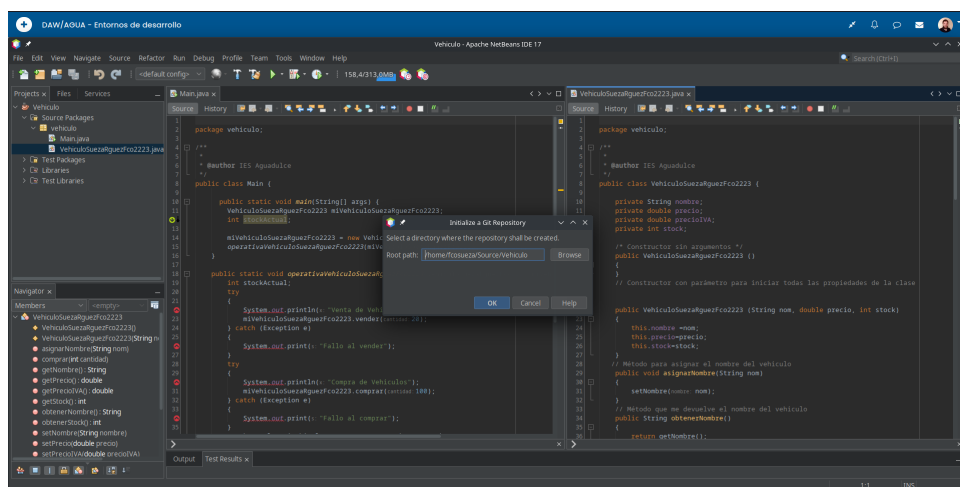 DAW/AGUA - Entornos de desarrollo
Vehiculo - Apache NetBeans IDE 17
File Edit View Navigate Source Refactor Run Debug Profile Team Tools Window Help
Search (Ctrl+I)
<default config>
158,4/313,0MB
Projects x Files Services
Vehiculo
Source Packages
vehiculo
Main.java
VehiculoSuezaRguezFco2223.java
Test Packages
Libraries
Test Libraries
Navigator x
Members <empty>
VehiculoSuezaRguezFco2223
VehiculoSuezaRguezFco2223()
VehiculoSuezaRguezFco2223(String n
asignarNombre(String nom)
comprar(int cantidad)
getNombre() : String
getPrecio() : double
getPrecioIVA() : double
getStock() : int
obtenerNombre() : String
obtenerStock() : int
setNombre(String nombre)
setPrecio(double precio)
setPrecioIVA(double precioIVA)
Main.java x
Source History
package vehiculo;
/**
*
* @author IES Aguadulce
*/
public class Main {
public static void main(String[] args) {
VehiculoSuezaRguezFco2223 miVehiculoSuezaRguezFco2223;
int stockActual;
miVehiculoSuezaRguezFco2223 = new Vehic
operativaVehiculoSuezaRguezFco2223(miVe
}
public static void operativaVehiculoSuezaRg
int stockActual;
try
{
System.out.println(x: "Venta de Veh
miVehiculoSuezaRguezFco2223.vender(cantidad: 20);
} catch (Exception e)
{
System.out.print(s: "Fallo al vender");
}
try
{
System.out.println(x: "Compra de Vehiculos");
miVehiculoSuezaRguezFco2223.comprar(cantidad: 100);
} catch (Exception e)
{
System.out.print(s: "Fallo al comprar");
}
VehiculoSuezaRguezFco2223.java x
Source History
package vehiculo;
/**
*
* @author IES Aguadulce
*/
public class VehiculoSuezaRguezFco2223 {
private String nombre;
private double precio;
private double precioIVA;
private int stock;
/* Constructor sin argumentos */
public VehiculoSuezaRguezFco2223 ()
{
}
// Constructor con parámetro para iniciar todas las propiedades de la clase
public VehiculoSuezaRguezFco2223 (String nom, double precio, int stock)
{
this.nombre =nom;
this.precio=precio;
this.stock=stock;
}
// Método para asignar el nombre del vehiculo
public void asignarNombre(String nom)
{
setNombre(nombre: nom);
}
// Método que me devuelve el nombre del vehiculo
public String obtenerNombre()
{
return getNombre();
Initialize a Git Repository
Select a directory where the repository shall be created.
Root path: /home/fcosueza/Source/Vehiculo Browse
OK Cancel Help
Output Test Results x
1:1 INS